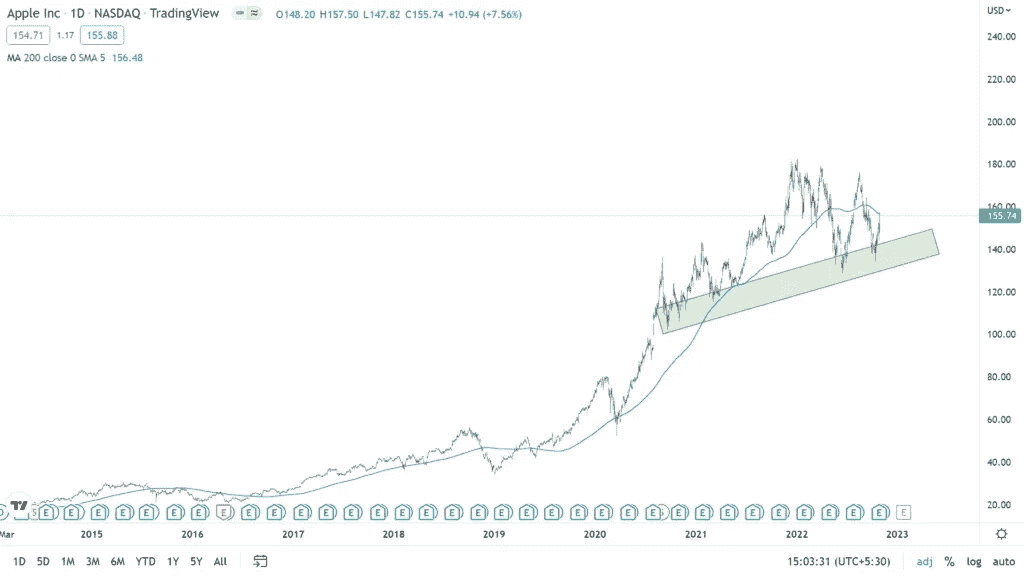 Apple Inc · 1D · NASDAQ · TradingView O148.20 H157.50 L147.82 C155.74 +10.94 (+7.56%)
154.71 1.17 155.88
MA 200 close 0 SMA 5 156.48
USD
240.00
220.00
200.00
180.00
160.00
155.74
140.00
120.00
100.00
80.00
60.00
40.00
20.00
E E E E E E E E E E E E E E E E E E E E E E E E E E E E E E E E E E E
Mar 2015 2016 2017 2018 2019 2020 2021 2022 2023
1D 5D 1M 3M 6M YTD 1Y 5Y All 15:03:31 (UTC+5:30) adj % log auto